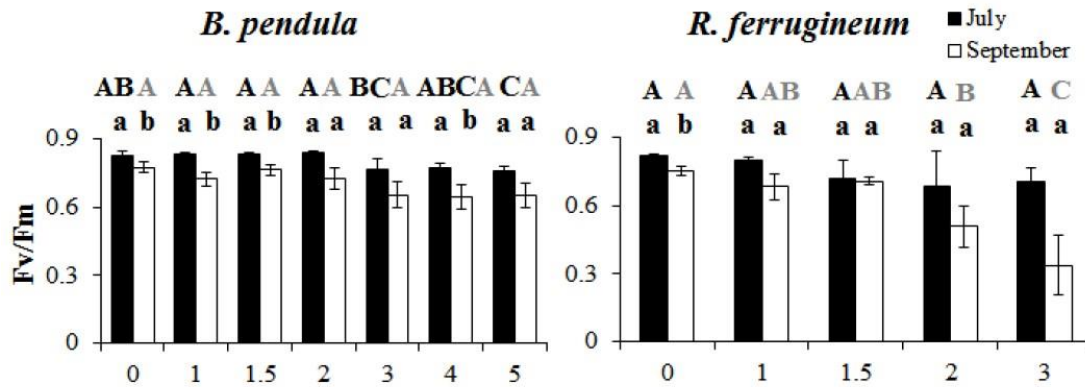 B. pendula
AB A A A A A A A BC A ABC A C A
a b a b a b a a a a a b a a
Fv/Fm
0.9
0.6
0.3
0
0 1 1.5 2 3 4 5
R. ferrugineum
July
September
A A A AB A AB A B A C
a b a a a a a a a a
0.9
0.6
0.3
0
0 1 1.5 2 3